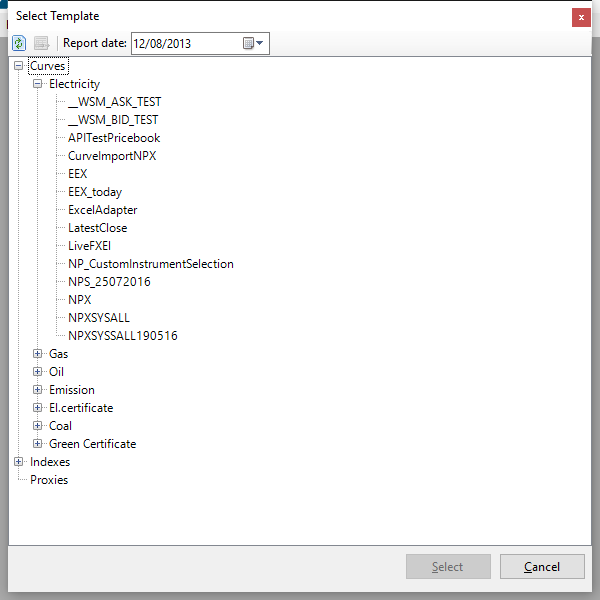 Select Template
x
Report date: 12/08/2013
Curves
Electricity
__WSM_ASK_TEST
__WSM_BID_TEST
APITestPricebook
CurveImportNPX
EEX
EEX_today
ExcelAdapter
LatestClose
LiveFXEI
NP_CustomInstrumentSelection
NPS_25072016
NPX
NPXSYSALL
NPXSYSSALL190516
Gas
Oil
Emission
El.certificate
Coal
Green Certificate
Indexes
Proxies
Select
Cancel